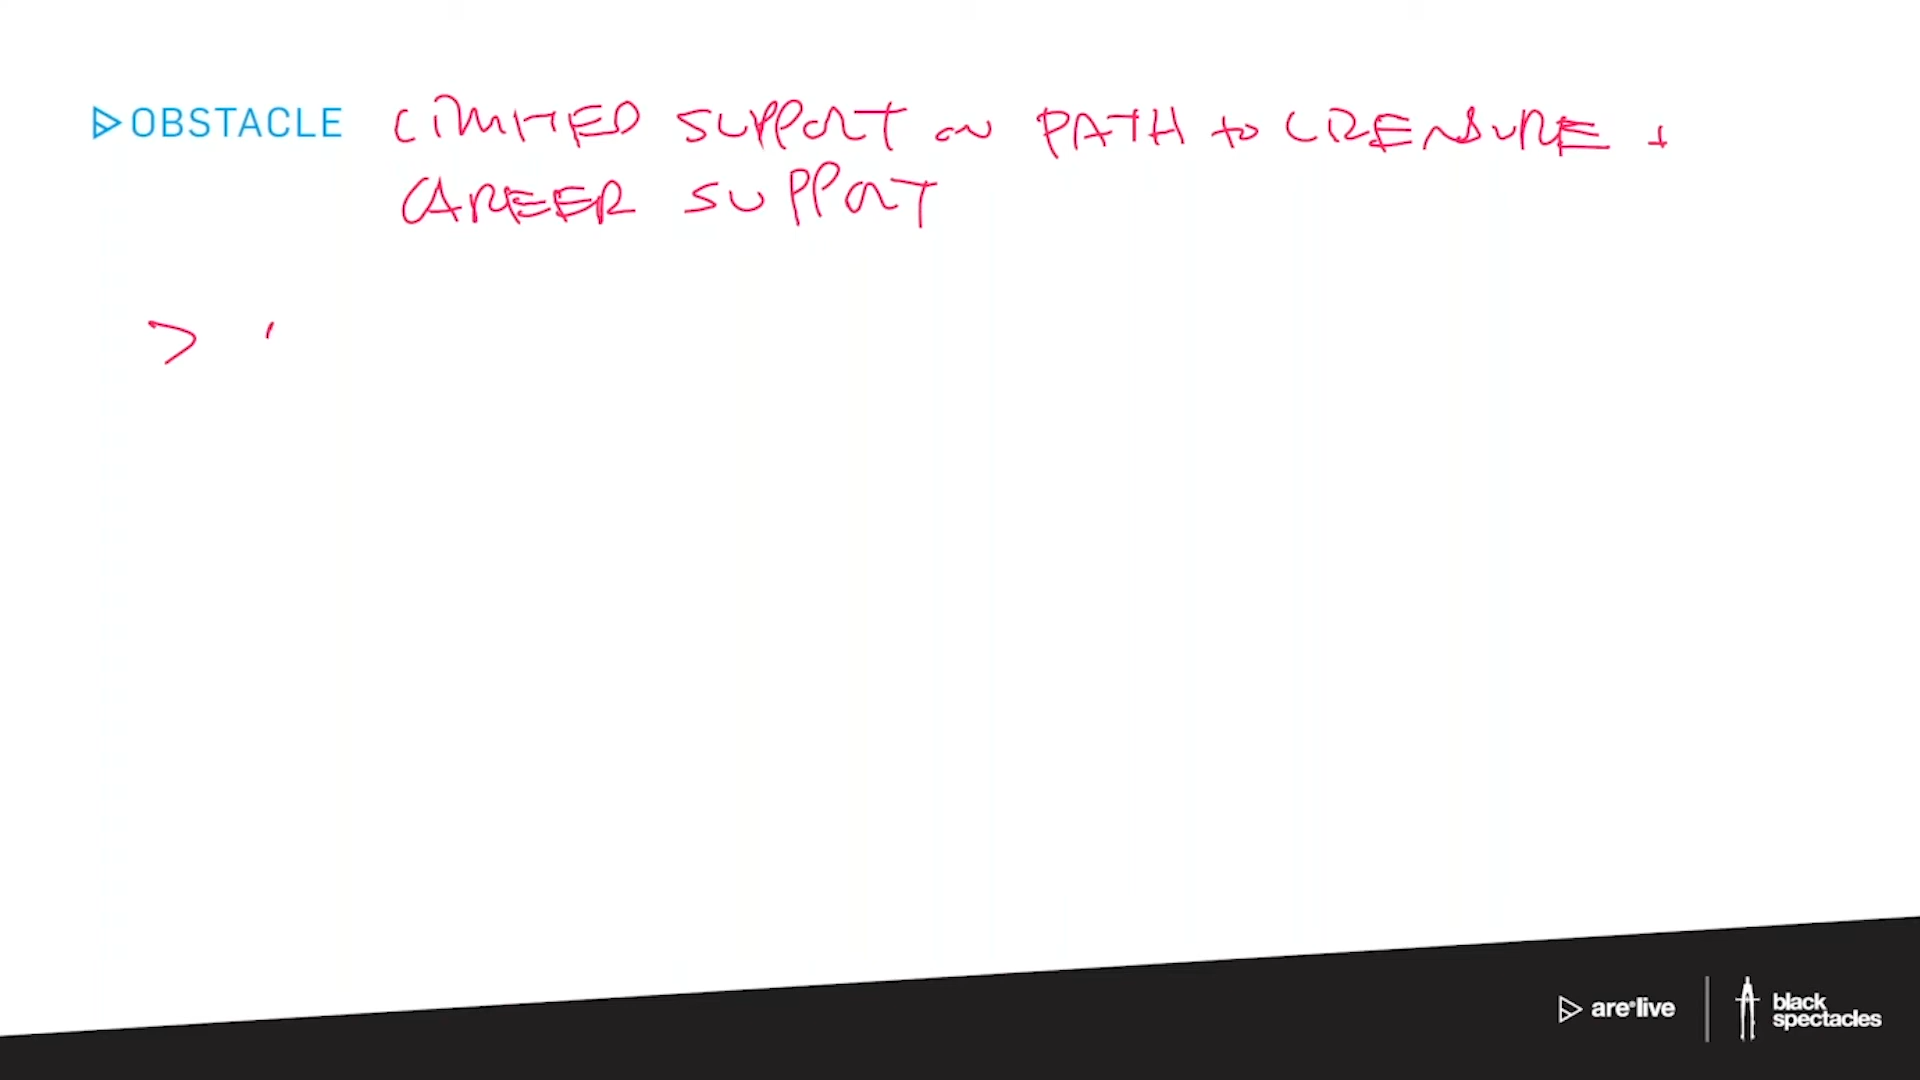 OBSTACLE LIMITED SUPPORT ON PATH to LICENSURE +
CAREER SUPPORT
>
are®live
black
spectacles